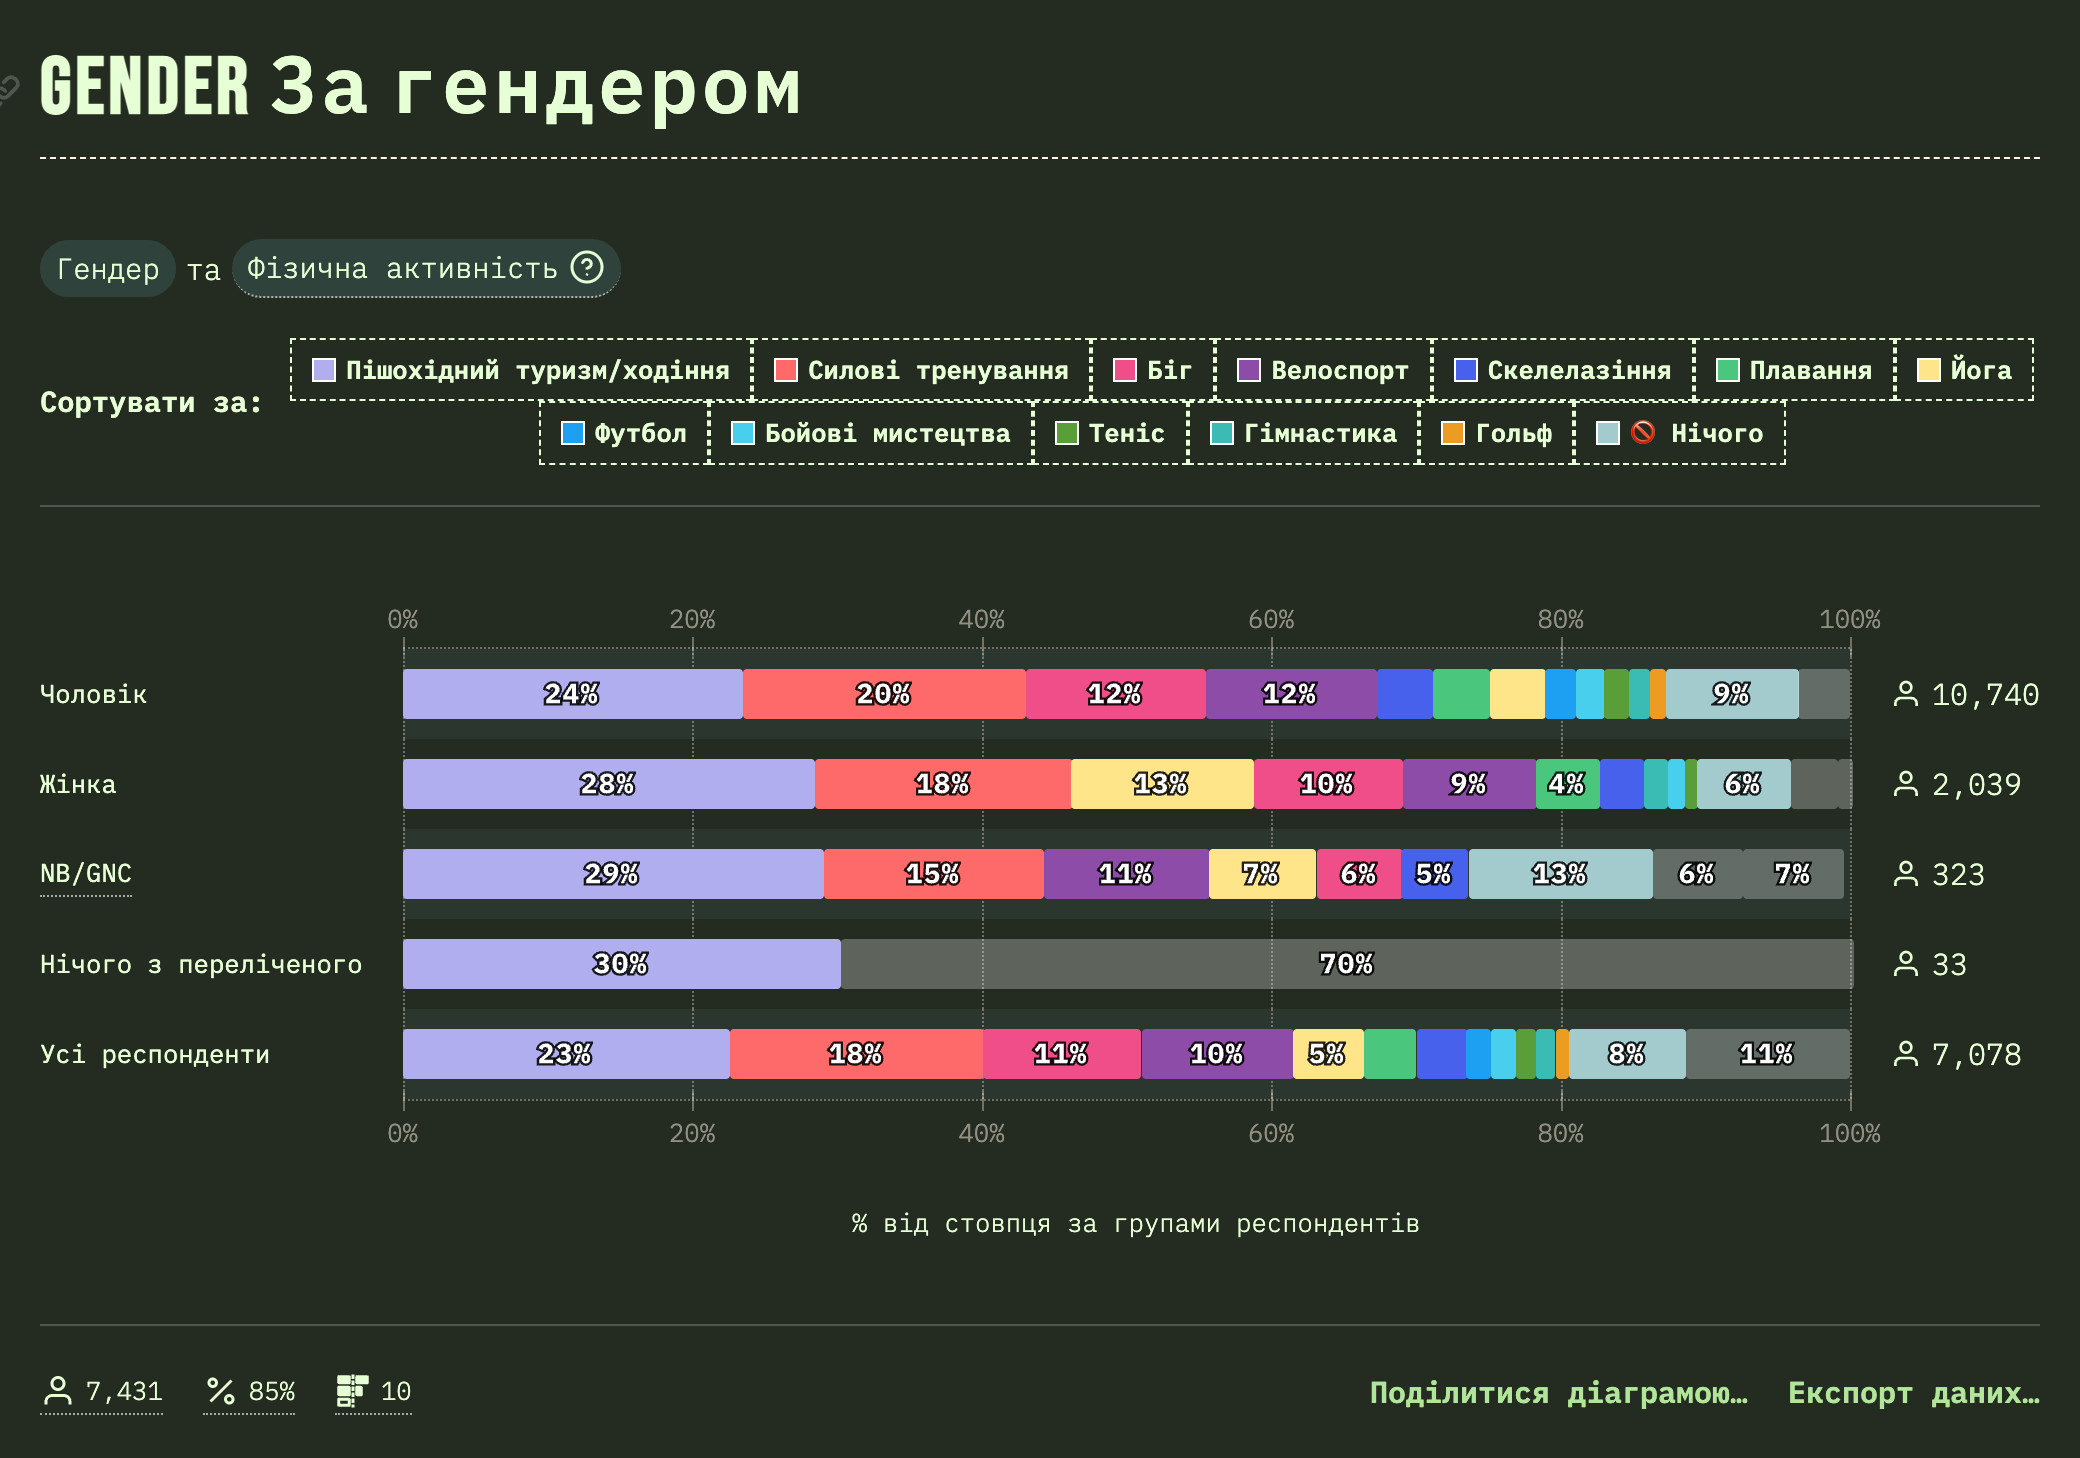 GENDER За гендером
Гендер та Фізична активність ?
Пішохідний туризм/ходіння Силові тренування Біг Велоспорт Скелелазіння Плавання Йога
Сортувати за:
Футбол Бойові мистецтва Теніс Гімнастика Гольф 🚫 Нічого
0% 20% 40% 60% 80% 100%
Чоловік 24% 20% 12% 12% 9% 10,740
Жінка 28% 18% 13% 10% 9% 4% 6% 2,039
NB/GNC 29% 15% 11% 7% 6% 5% 13% 6% 7% 323
Нічого з переліченого 30% 70% 33
Усі респонденти 23% 18% 11% 10% 5% 8% 11% 7,078
0% 20% 40% 60% 80% 100%
% від стовпця за групами респондентів
7,431 85% 10 Поділитися діаграмою… Експорт даних…